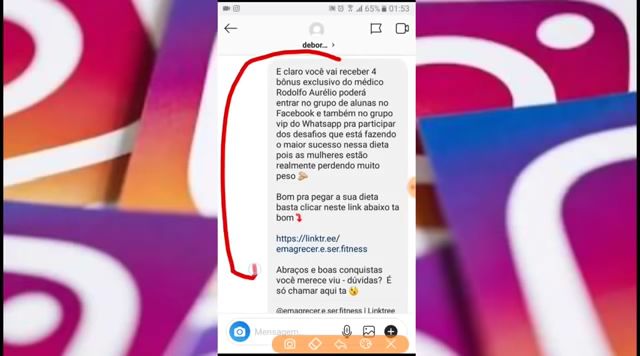 65% 01:53
debor... >
E claro você vai receber 4
bônus exclusivo do médico
Rodolfo Aurélio poderá
entrar no grupo de alunas no
Facebook e também no grupo
vip do Whatsapp pra participar
dos desafios que está fazendo
o maior sucesso nessa dieta
pois as mulheres estão
realmente perdendo muito
peso
Bom pra pegar a sua dieta
basta clicar neste link abaixo ta
bom
https://linktr.ee/
emagrecer.e.ser.fitness
Abraços e boas conquistas
você merece viu - dúvidas? É
só chamar aqui ta
@emagrecer.e.ser.fitness | Linktree
Mensagem...